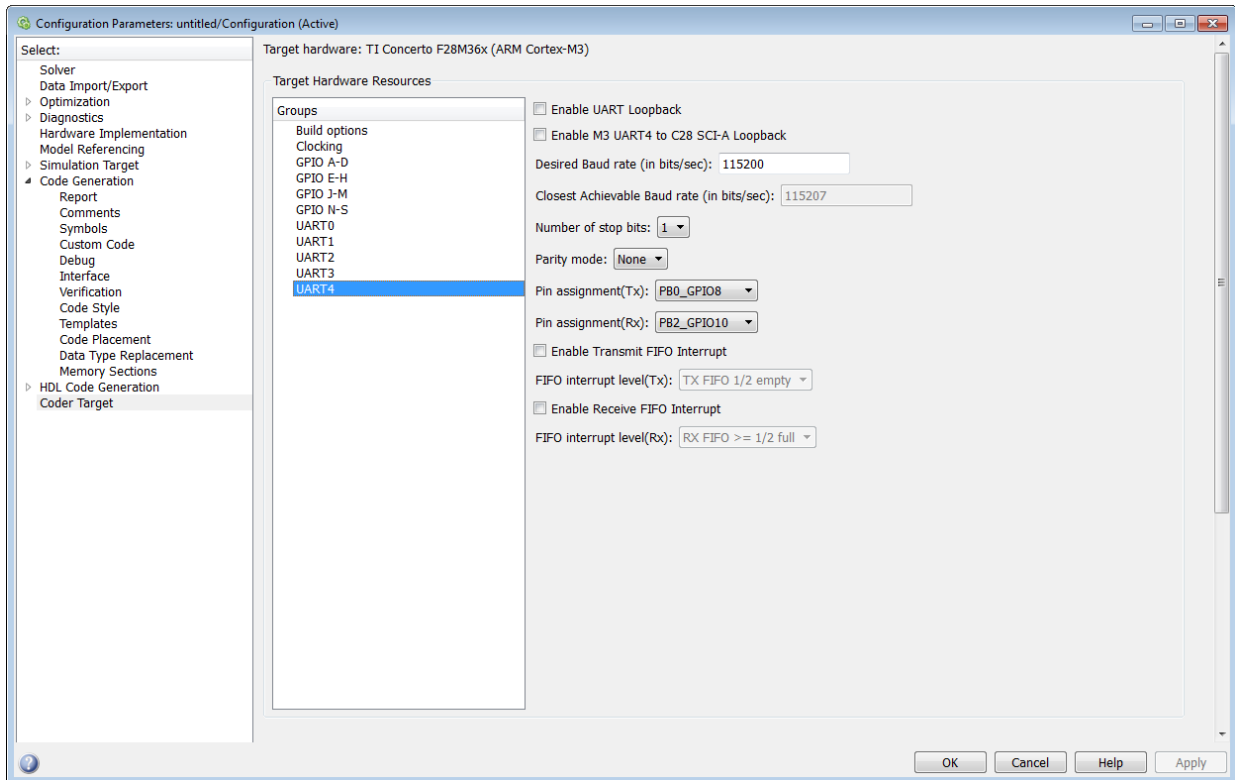 Configuration Parameters: untitled/Configuration (Active)
Select:
Solver
Data Import/Export
Optimization
Diagnostics
Hardware Implementation
Model Referencing
Simulation Target
Code Generation
Report
Comments
Symbols
Custom Code
Debug
Interface
Verification
Code Style
Templates
Code Placement
Data Type Replacement
Memory Sections
HDL Code Generation
Coder Target
Target hardware: TI Concerto F28M36x (ARM Cortex-M3)
Target Hardware Resources
Groups
Build options
Clocking
GPIO A-D
GPIO E-H
GPIO J-M
GPIO N-S
UART0
UART1
UART2
UART3
UART4
Enable UART Loopback
Enable M3 UART4 to C28 SCI-A Loopback
Desired Baud rate (in bits/sec): 115200
Closest Achievable Baud rate (in bits/sec): 115207
Number of stop bits: 1
Parity mode: None
Pin assignment(Tx): PB0_GPIO8
Pin assignment(Rx): PB2_GPIO10
Enable Transmit FIFO Interrupt
FIFO interrupt level(Tx): TX FIFO 1/2 empty
Enable Receive FIFO Interrupt
FIFO interrupt level(Rx): RX FIFO >= 1/2 full
OK Cancel Help Apply